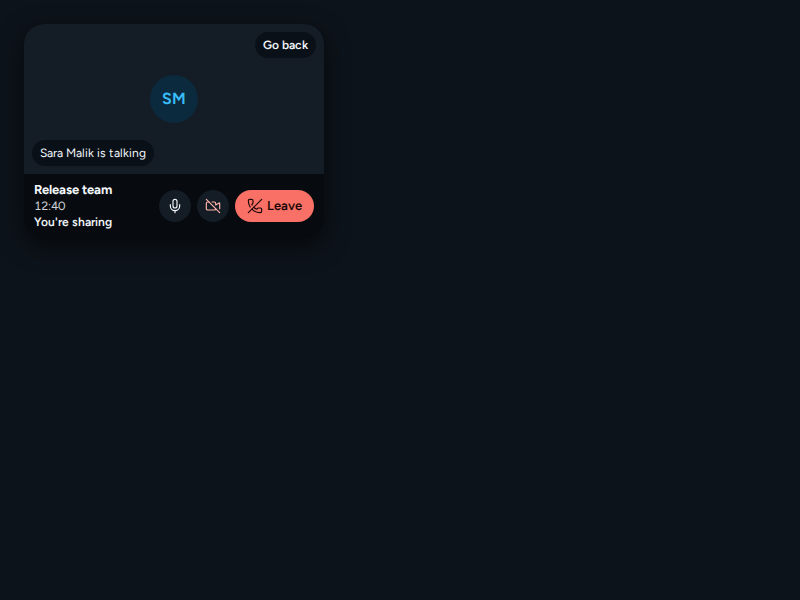 Go back
SM
Sara Malik is talking
Release team
12:40
You're sharing
Leave